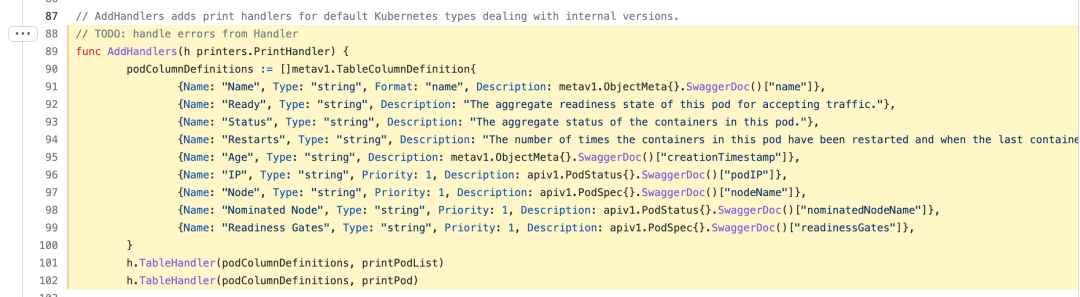 87 // AddHandlers adds print handlers for default Kubernetes types dealing with internal versions.
88 // TODO: handle errors from Handler
89 func AddHandlers(h printers.PrintHandler) {
90 podColumnDefinitions := []metav1.TableColumnDefinition{
91 {Name: "Name", Type: "string", Format: "name", Description: metav1.ObjectMeta{}.SwaggerDoc()["name"]},
92 {Name: "Ready", Type: "string", Description: "The aggregate readiness state of this pod for accepting traffic."},
93 {Name: "Status", Type: "string", Description: "The aggregate status of the containers in this pod."},
94 {Name: "Restarts", Type: "string", Description: "The number of times the containers in this pod have been restarted and when the last containe
95 {Name: "Age", Type: "string", Description: metav1.ObjectMeta{}.SwaggerDoc()["creationTimestamp"]},
96 {Name: "IP", Type: "string", Priority: 1, Description: apiv1.PodStatus{}.SwaggerDoc()["podIP"]},
97 {Name: "Node", Type: "string", Priority: 1, Description: apiv1.PodSpec{}.SwaggerDoc()["nodeName"]},
98 {Name: "Nominated Node", Type: "string", Priority: 1, Description: apiv1.PodStatus{}.SwaggerDoc()["nominatedNodeName"]},
99 {Name: "Readiness Gates", Type: "string", Priority: 1, Description: apiv1.PodSpec{}.SwaggerDoc()["readinessGates"]},
100 }
101 h.TableHandler(podColumnDefinitions, printPodList)
102 h.TableHandler(podColumnDefinitions, printPod)